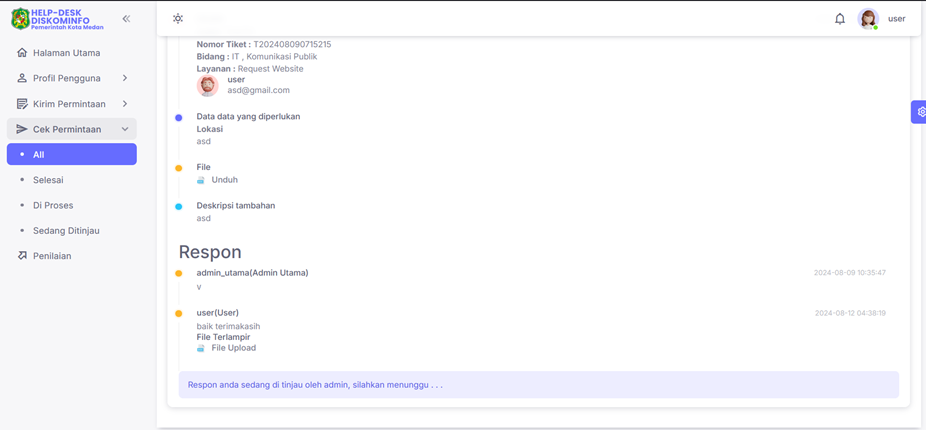 HELP-DESK
DISKOMINFO
Pemerintah Kota Medan
user
Halaman Utama
Profil Pengguna
Kirim Permintaan
Cek Permintaan
All
Selesai
Di Proses
Sedang Ditinjau
Penilaian
Nomor Tiket : T202408090715215
Bidang : IT , Komunikasi Publik
Layanan : Request Website
user
asd@gmail.com
Data data yang diperlukan
Lokasi
asd
File
Unduh
Deskripsi tambahan
asd
Respon
admin_utama(Admin Utama) 2024-08-09 10:35:47
v
user(User) 2024-08-12 04:38:19
baik terimakasih
File Terlampir
File Upload
Respon anda sedang di tinjau oleh admin, silahkan menunggu . . .